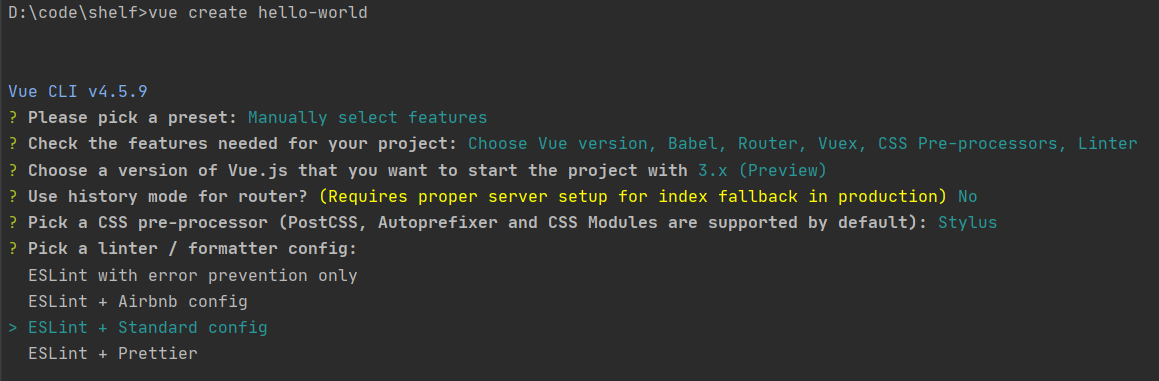 D:\code\shelf>vue create hello-world
Vue CLI v4.5.9
? Please pick a preset: Manually select features
? Check the features needed for your project: Choose Vue version, Babel, Router, Vuex, CSS Pre-processors, Linter
? Choose a version of Vue.js that you want to start the project with 3.x (Preview)
? Use history mode for router? (Requires proper server setup for index fallback in production) No
? Pick a CSS pre-processor (PostCSS, Autoprefixer and CSS Modules are supported by default): Stylus
? Pick a linter / formatter config:
ESLint with error prevention only
ESLint + Airbnb config
> ESLint + Standard config
ESLint + Prettier